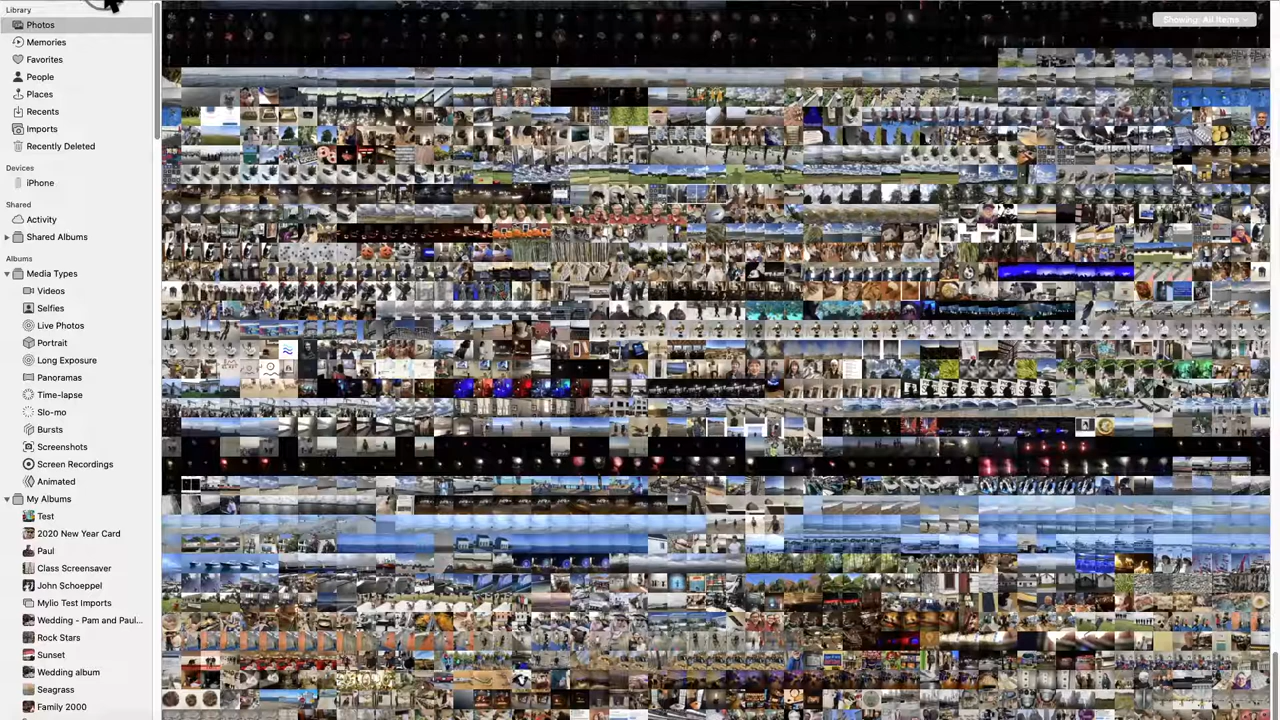 Library
Photos
Showing: All Items
Memories
Favorites
People
Places
Recents
Imports
Recently Deleted
Devices
iPhone
Shared
Activity
Shared Albums
Albums
Media Types
Videos
Selfies
Live Photos
Portrait
Long Exposure
Panoramas
Time-lapse
Slo-mo
Bursts
Screenshots
Screen Recordings
Animated
My Albums
Test
2020 New Year Card
Paul
Class Screensaver
John Schoeppel
Mylio Test Imports
Wedding - Pam and Paul...
Rock Stars
Sunset
Wedding album
Seagrass
Family 2000